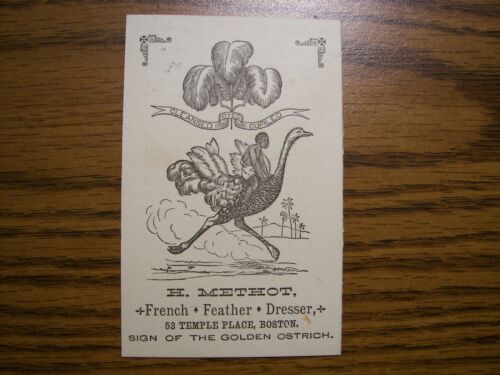 CLEANSED DYED CURLED
H. METHOT,
French Feather Dresser,
53 TEMPLE PLACE, BOSTON.
SIGN OF THE GOLDEN OSTRICH.